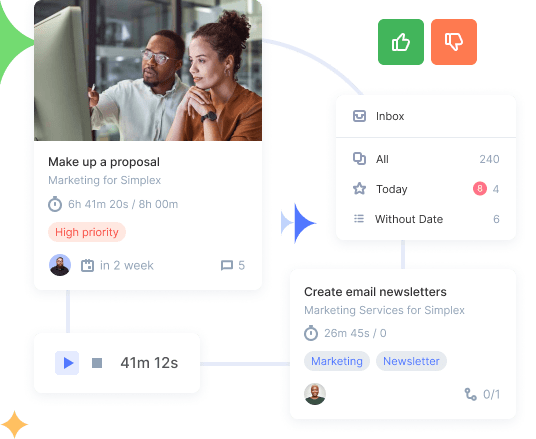 Make up a proposal
Marketing for Simplex
6h 41m 20s / 8h 00m
High priority
in 2 week
5
41m 12s
Inbox
All 240
Today 6 4
Without Date 6
Create email newsletters
Marketing Services for Simplex
26m 45s / 0
Marketing Newsletter
0/1